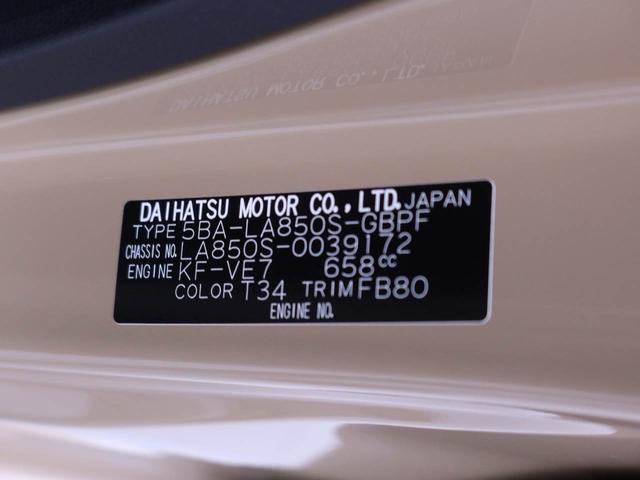 DAIHATSU MOTOR CO., LTD. JAPAN
TYPE 5BA-LA850S-GBPF
CHASSIS NO. LA850S-0039172
ENGINE KF-VE7 658cc
COLOR T34 TRIM FB80
ENGINE NO.